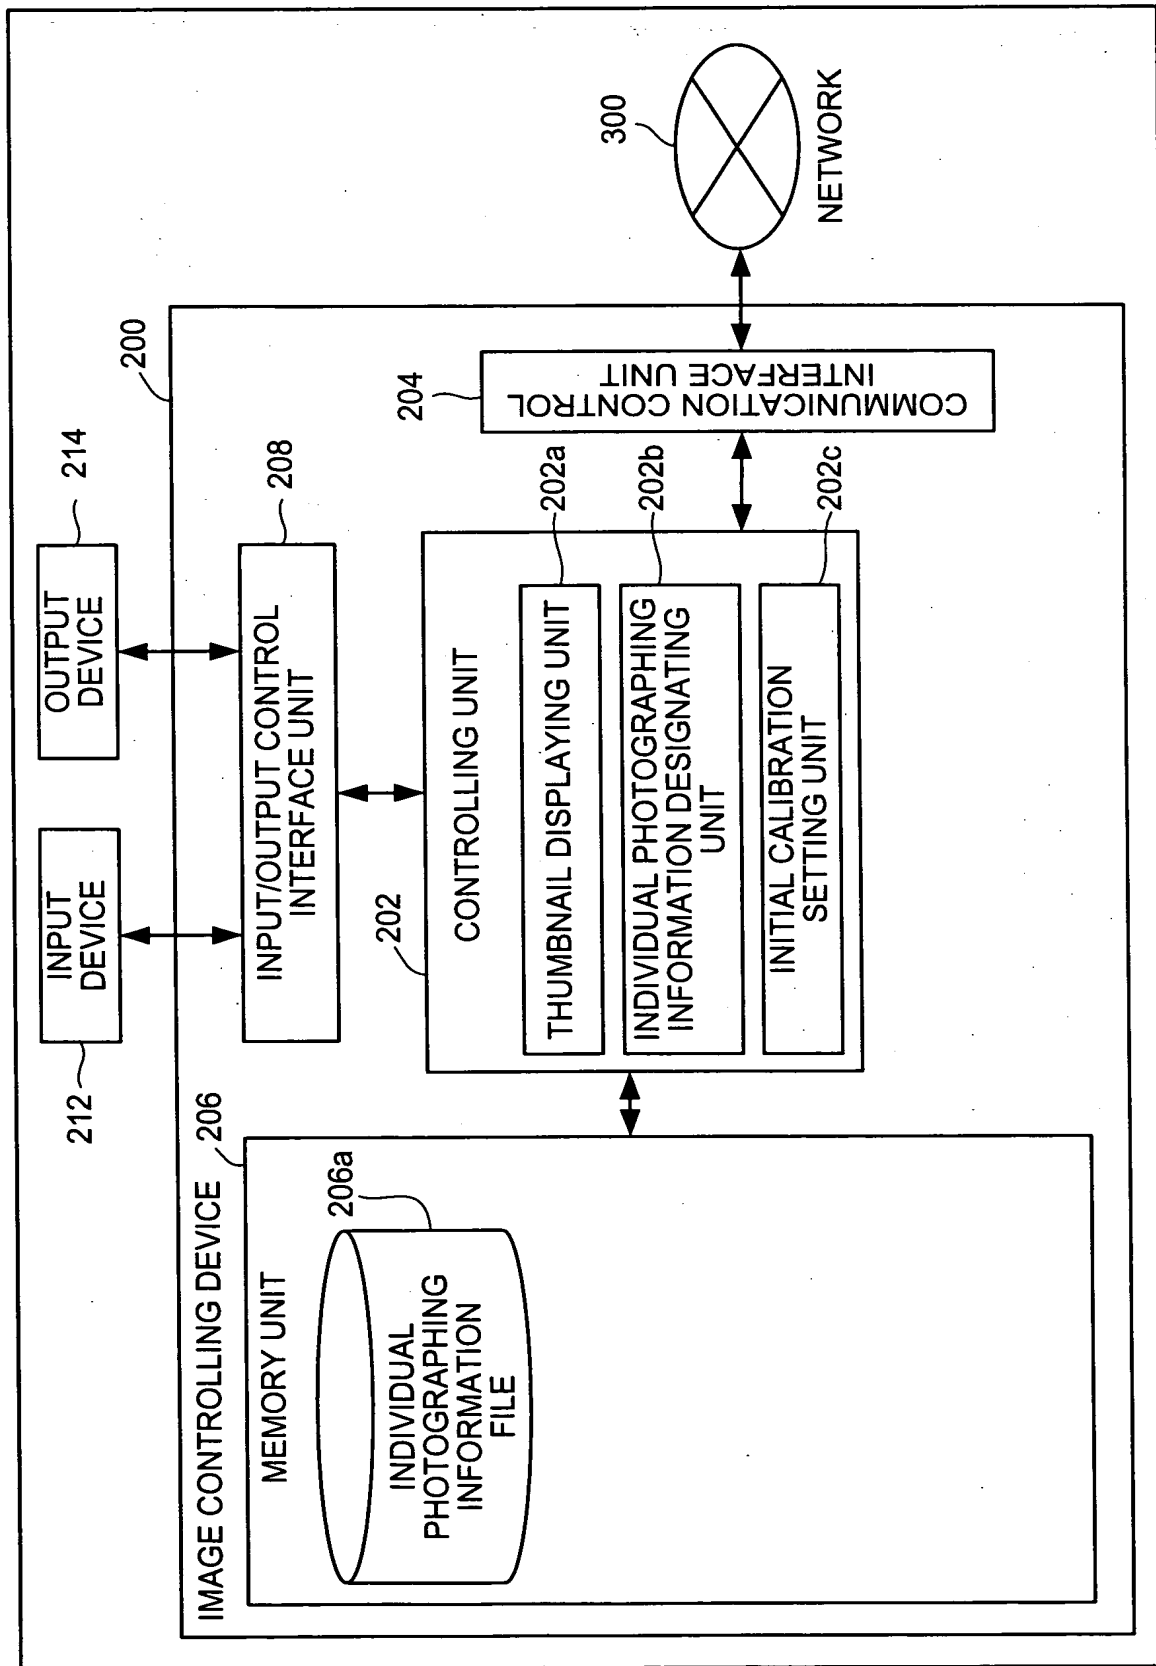 212
INPUT
DEVICE
OUTPUT
DEVICE
214
200
IMAGE CONTROLLING DEVICE
206
INPUT/OUTPUT CONTROL
INTERFACE UNIT
208
MEMORY UNIT
206a
INDIVIDUAL
PHOTOGRAPHING
INFORMATION
FILE
202
CONTROLLING UNIT
THUMBNAIL DISPLAYING UNIT
202a
INDIVIDUAL PHOTOGRAPHING
INFORMATION DESIGNATING
UNIT
202b
INITIAL CALIBRATION
SETTING UNIT
202c
204
COMMUNICATION CONTROL
INTERFACE UNIT
300
NETWORK